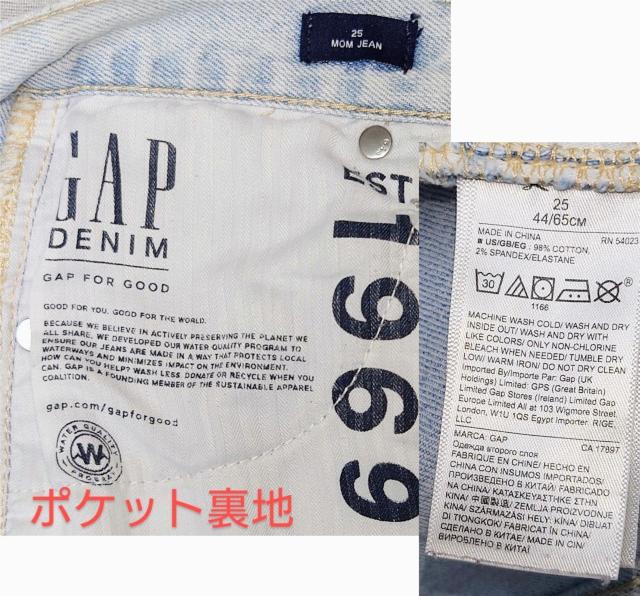 25
MOM JEAN
GAP
DENIM
GAP FOR GOOD
GOOD FOR YOU. GOOD FOR THE WORLD.
BECAUSE WE BELIEVE IN ACTIVELY PRESERVING THE PLANET WE
ALL SHARE, WE DEVELOPED OUR WATER QUALITY PROGRAM TO
ENSURE OUR JEANS ARE MADE IN A WAY THAT PROTECTS LOCAL
WATERWAYS AND MINIMIZES IMPACT ON THE ENVIRONMENT.
HOW CAN YOU HELP? WASH LESS DONATE OR RECYCLE WHEN YOU
CAN. GAP IS A FOUNDING MEMBER OF THE SUSTAINABLE APPAREL
COALITION.
gap.com/gapforgood
WATER QUALITY
W
PROGRAM
EST
1969
ポケット裏地
25
44/65CM
MADE IN CHINA
RN 54023
US/GB/EG: 98% COTTON,
2% SPANDEX/ELASTANE
30
1166
MACHINE WASH COLD/ WASH AND DRY
INSIDE OUT/ WASH AND DRY WITH
LIKE COLORS/ ONLY NON-CHLORINE
BLEACH WHEN NEEDED/ TUMBLE DRY
LOW/ WARM IRON/ DO NOT DRY CLEAN
Imported By/Importe Par: Gap (UK
Holdings) Limited: GPS (Great Britain)
Limited Gap Stores (Ireland) Limited Gap
Europe Limited All at 103 Wigmore Street
London, W1U 1QS Egypt Importer: RIGE,
LLC
MARCA: GAP
CA 17897
Одежда второго слоя
FABRIQUE EN CHINE/ HECHO EN
CHINA CON INSUMOS IMPORTADOS/
ПРОИЗВЕДЕНО В КИТАЙ/ FABRICADO
NA CHINA/ ΚΑΤΑΣΚΕΥΑΣΤΗΚΕ ΣΤΗΝ
KINA/ 中國製造/ ZEMLJA PROIZVODNJE
KINA/ SZÁRMAZÁSI HELY: KÍNA/ DIBUAT
DI TIONGKOK/ FABRICAT ÎN CHINA/
СДЕЛАНО В КИТАЕ/ MADE IN CIN/
ВИРОБЛЕНО В КИТАЇ